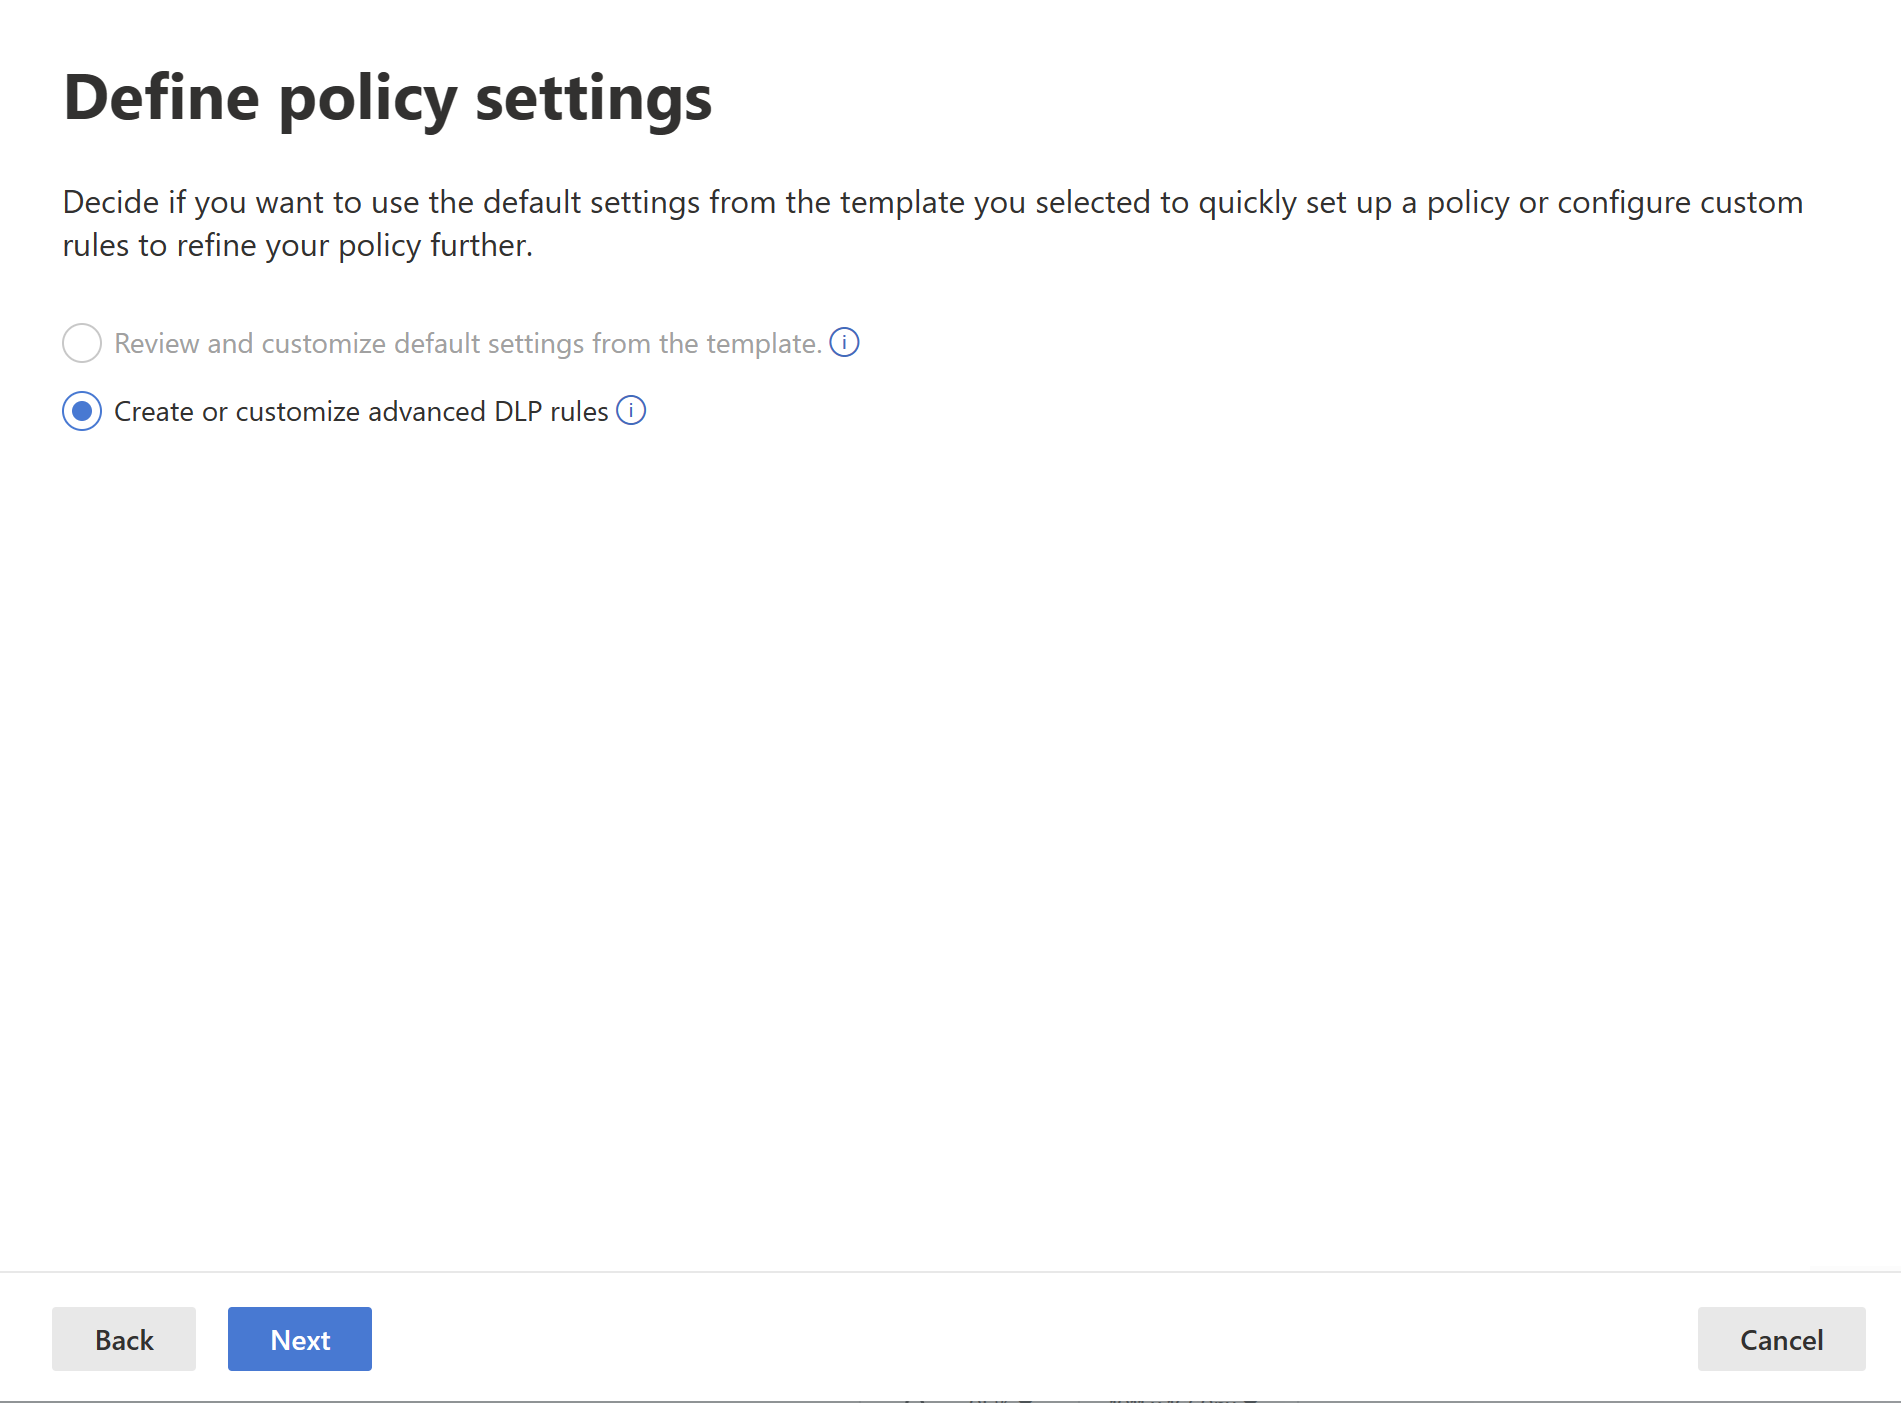 Define policy settings
Decide if you want to use the default settings from the template you selected to quickly set up a policy or configure custom
rules to refine your policy further.
Review and customize default settings from the template.
Create or customize advanced DLP rules
Back
Next
Cancel